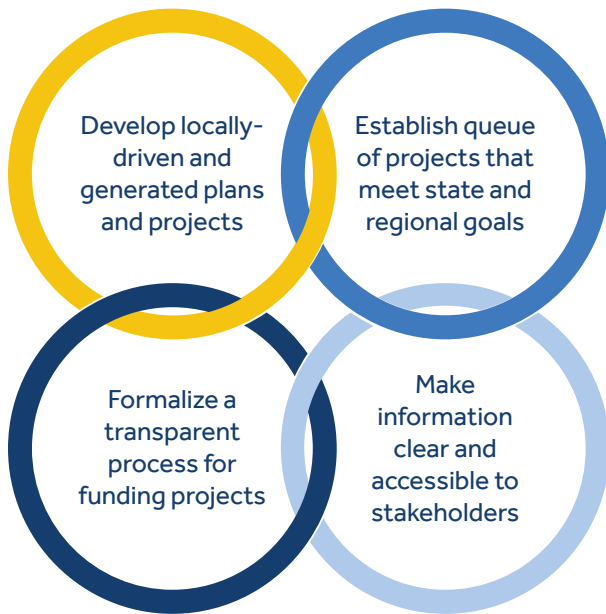 Develop locally-
driven and
generated plans
and projects
Establish queue
of projects that
meet state and
regional goals
Formalize a
transparent
process for
funding projects
Make
information
clear and
accessible to
stakeholders